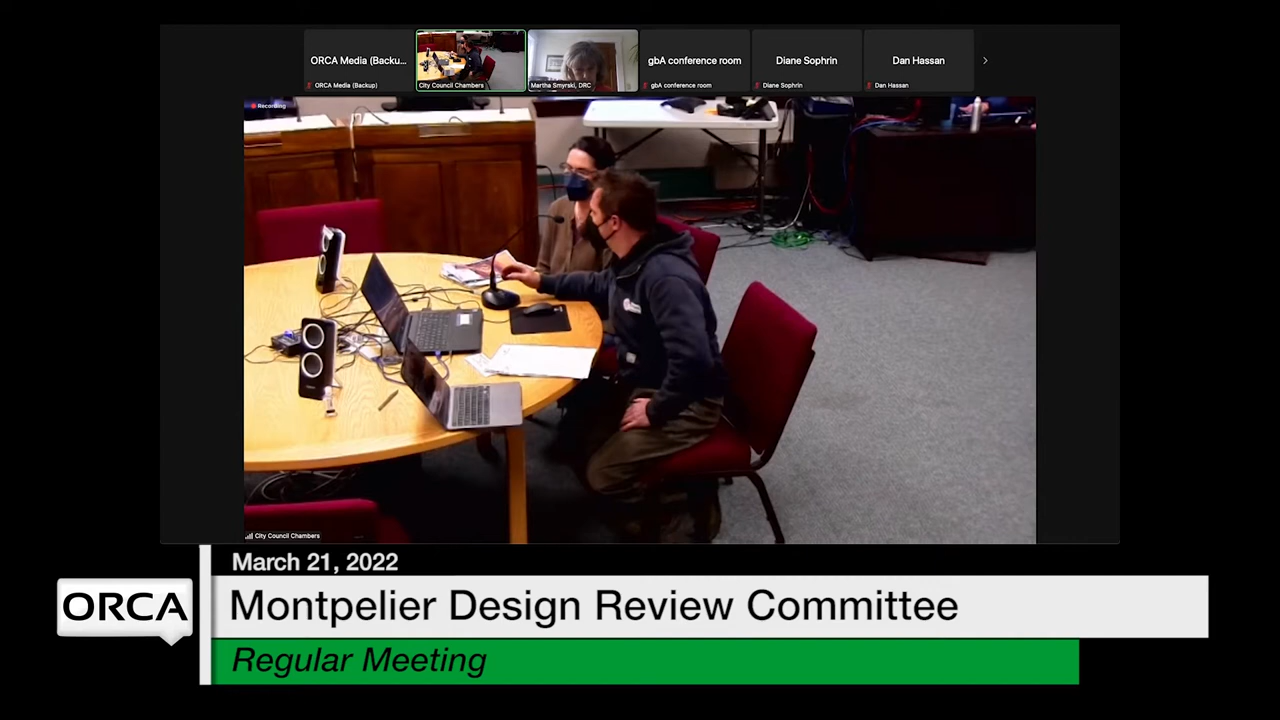 ORCA Media (Backu...
gbA conference room
Diane Sophrin
Dan Hassan
ORCA Media (Backup)
City Council Chambers
Martha Smyrski, DRC
gbA conference room
Diane Sophrin
Dan Hassan
Recording
City Council Chambers
March 21, 2022
ORCA
Montpelier Design Review Committee
Regular Meeting